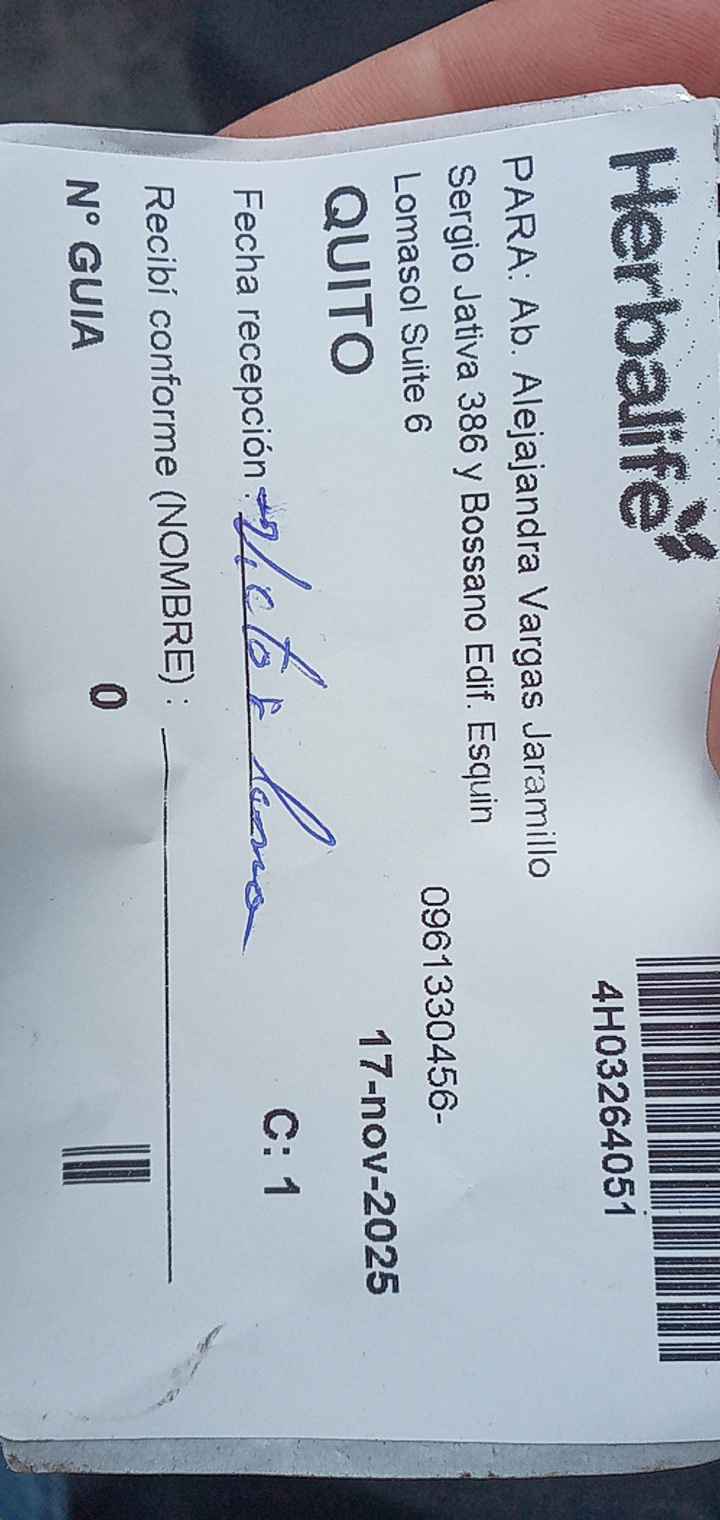 Herbalife
4H03264051
PARA: Ab. Alejajandra Vargas Jaramillo
Sergio Jativa 386 y Bossano Edif. Esquin
Lomasol Suite 6
0961330456-
QUITO
17-nov-2025
Fecha recepción : Victor
C: 1
Recibí conforme (NOMBRE) :
N° GUIA
0